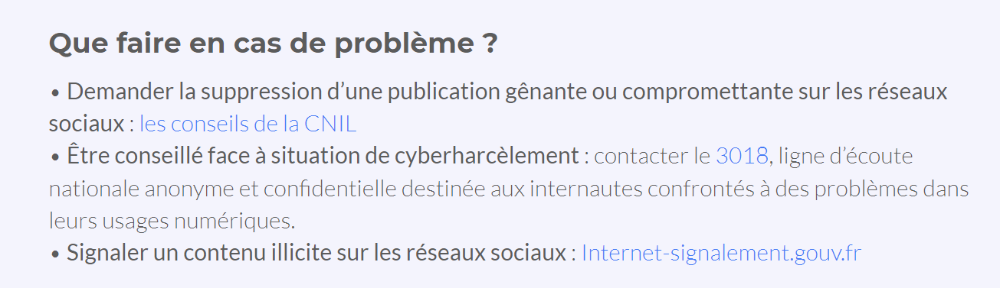 Que faire en cas de problème ?
• Demander la suppression d’une publication gênante ou compromettante sur les réseaux
sociaux : les conseils de la CNIL
• Être conseillé face à situation de cyberharcèlement : contacter le 3018, ligne d’écoute
nationale anonyme et confidentielle destinée aux internautes confrontés à des problèmes dans
leurs usages numériques.
• Signaler un contenu illicite sur les réseaux sociaux : Internet-signalement.gouv.fr